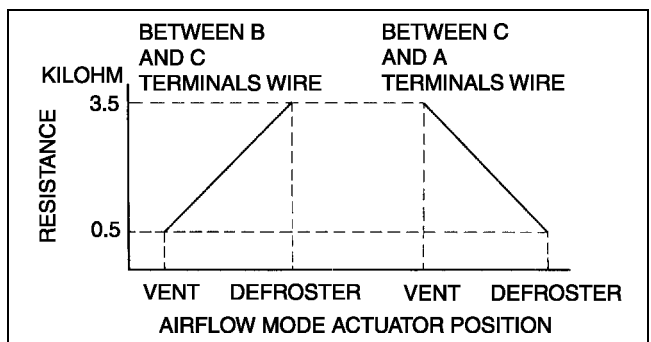 BETWEEN B
AND C
TERMINALS WIRE
BETWEEN C
AND A
TERMINALS WIRE
KILOHM
3.5
0.5
RESISTANCE
VENT DEFROSTER VENT DEFROSTER
AIRFLOW MODE ACTUATOR POSITION